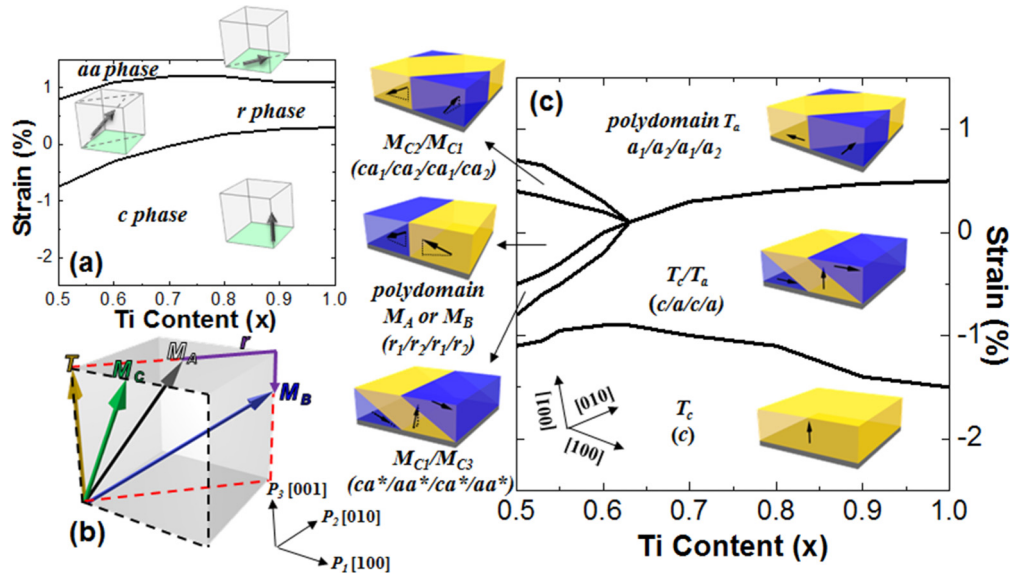 (a)
aa phase
r phase
c phase
Strain (%)
1
0
-1
-2
0.5 0.6 0.7 0.8 0.9 1.0
Ti Content (x)
(b)
T
M_C
M_A
r
M_B
P_3 [001]
P_2 [010]
P_1 [100]
M_C2/M_C1
(ca_1/ca_2/ca_1/ca_2)
polydomain
M_A or M_B
(r_1/r_2/r_1/r_2)
M_C1/M_C3
(ca*/aa*/ca*/aa*)
(c)
polydomain T_a
a_1/a_2/a_1/a_2
T_c/T_a
(c/a/c/a)
T_c
(c)
[001]
[010]
[100]
1
0
-1
-2
Strain (%)
0.5 0.6 0.7 0.8 0.9 1.0
Ti Content (x)